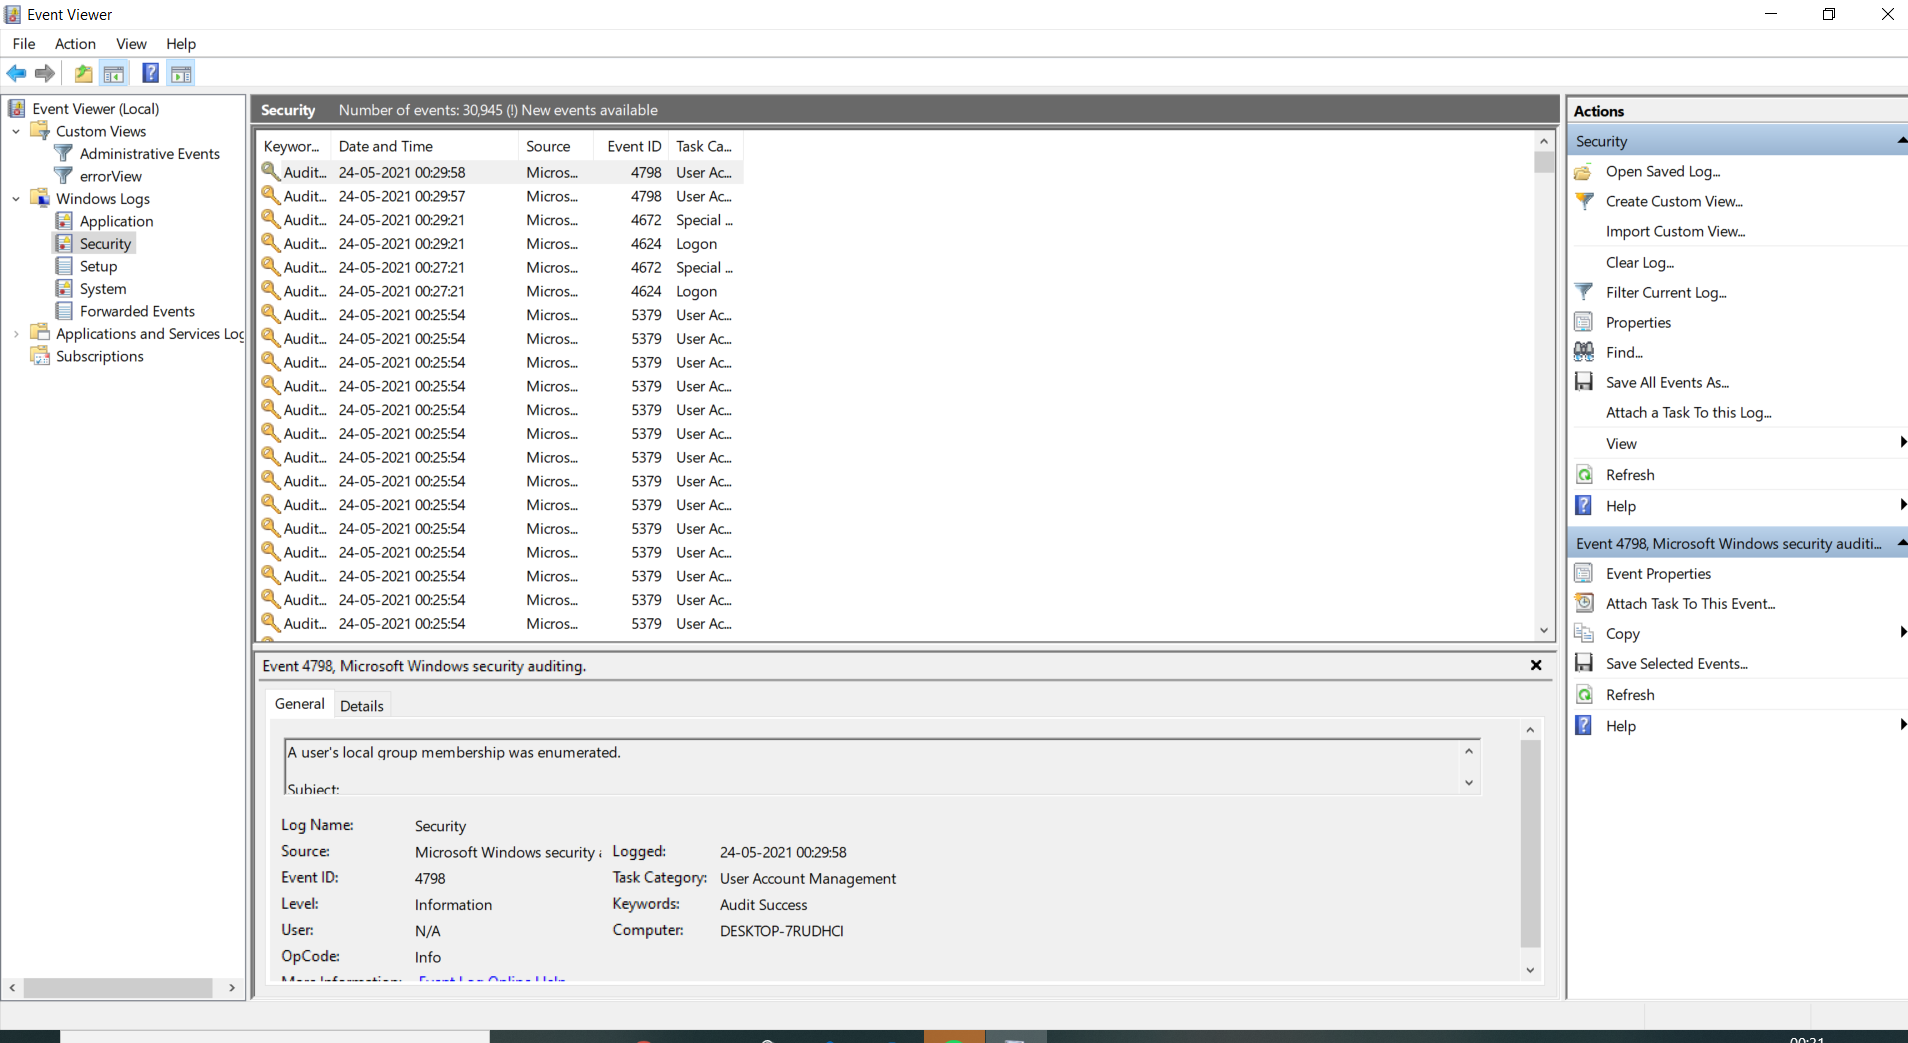 Event Viewer
File Action View Help
Event Viewer (Local)
Custom Views
Administrative Events
errorView
Windows Logs
Application
Security
Setup
System
Forwarded Events
Applications and Services Log
Subscriptions
Security Number of events: 30,945 (!) New events available
Keywor... Date and Time Source Event ID Task Ca...
Audit... 24-05-2021 00:29:58 Micros... 4798 User Ac...
Audit... 24-05-2021 00:29:57 Micros... 4798 User Ac...
Audit... 24-05-2021 00:29:21 Micros... 4672 Special ...
Audit... 24-05-2021 00:29:21 Micros... 4624 Logon
Audit... 24-05-2021 00:27:21 Micros... 4672 Special ...
Audit... 24-05-2021 00:27:21 Micros... 4624 Logon
Audit... 24-05-2021 00:25:54 Micros... 5379 User Ac...
Audit... 24-05-2021 00:25:54 Micros... 5379 User Ac...
Audit... 24-05-2021 00:25:54 Micros... 5379 User Ac...
Audit... 24-05-2021 00:25:54 Micros... 5379 User Ac...
Audit... 24-05-2021 00:25:54 Micros... 5379 User Ac...
Audit... 24-05-2021 00:25:54 Micros... 5379 User Ac...
Audit... 24-05-2021 00:25:54 Micros... 5379 User Ac...
Audit... 24-05-2021 00:25:54 Micros... 5379 User Ac...
Audit... 24-05-2021 00:25:54 Micros... 5379 User Ac...
Audit... 24-05-2021 00:25:54 Micros... 5379 User Ac...
Audit... 24-05-2021 00:25:54 Micros... 5379 User Ac...
Audit... 24-05-2021 00:25:54 Micros... 5379 User Ac...
Audit... 24-05-2021 00:25:54 Micros... 5379 User Ac...
Audit... 24-05-2021 00:25:54 Micros... 5379 User Ac...
Event 4798, Microsoft Windows security auditing.
General Details
A user's local group membership was enumerated.
Subject:
Log Name: Security
Source: Microsoft Windows security Logged: 24-05-2021 00:29:58
Event ID: 4798 Task Category: User Account Management
Level: Information Keywords: Audit Success
User: N/A Computer: DESKTOP-7RUDHCI
OpCode: Info
More Information: Event Log Online Help
Actions
Security
Open Saved Log...
Create Custom View...
Import Custom View...
Clear Log...
Filter Current Log...
Properties
Find...
Save All Events As...
Attach a Task To this Log...
View
Refresh
Help
Event 4798, Microsoft Windows security auditi...
Event Properties
Attach Task To This Event...
Copy
Save Selected Events...
Refresh
Help